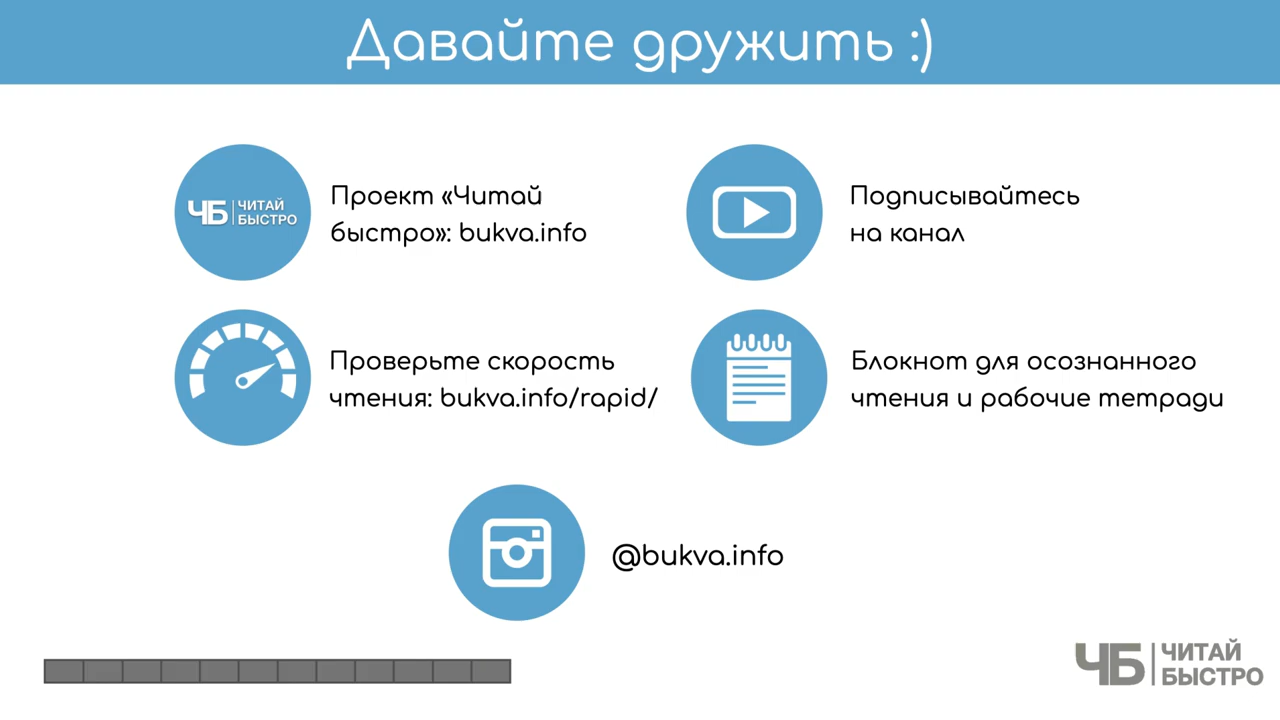 Давайте дружить :)
ЧБ ЧИТАЙ
БЫСТРО
Проект «Читай
быстро»: bukva.info
Подписывайтесь
на канал
Проверьте скорость
чтения: bukva.info/rapid/
Блокнот для осознанного
чтения и рабочие тетради
@bukva.info
ЧБ ЧИТАЙ
БЫСТРО